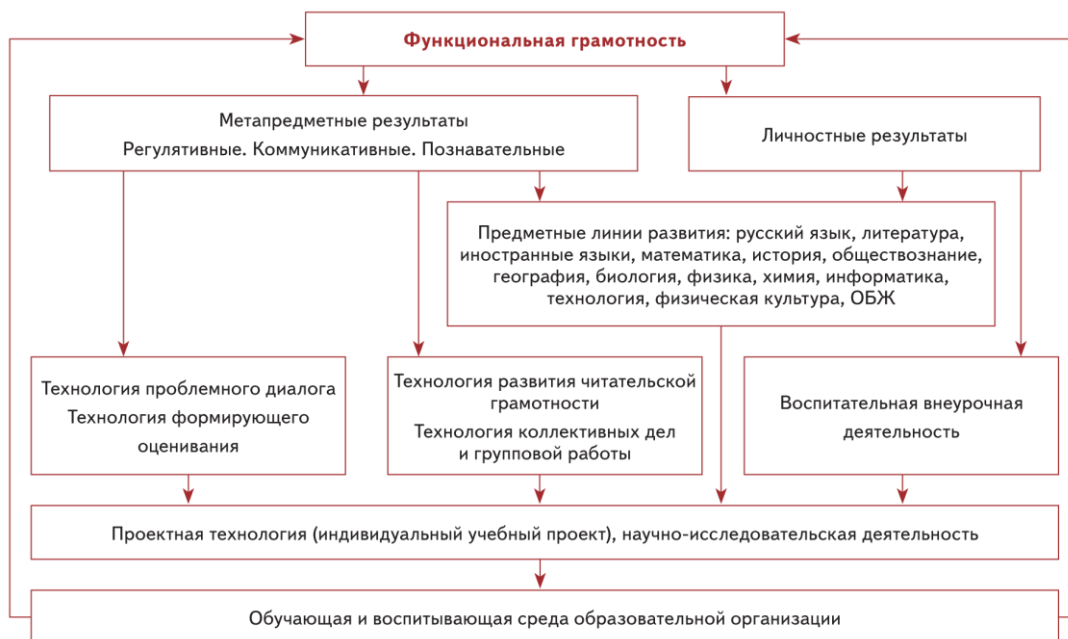 Функциональная грамотность
Метапредметные результаты
Регулятивные. Коммуникативные. Познавательные
Личностные результаты
Предметные линии развития: русский язык, литература,
иностранные языки, математика, история, обществознание,
география, биология, физика, химия, информатика,
технология, физическая культура, ОБЖ
Технология проблемного диалога
Технология формирующего
оценивания
Технология развития читательской
грамотности
Технология коллективных дел
и групповой работы
Воспитательная внеурочная
деятельность
Проектная технология (индивидуальный учебный проект), научно-исследовательская деятельность
Обучающая и воспитывающая среда образовательной организации